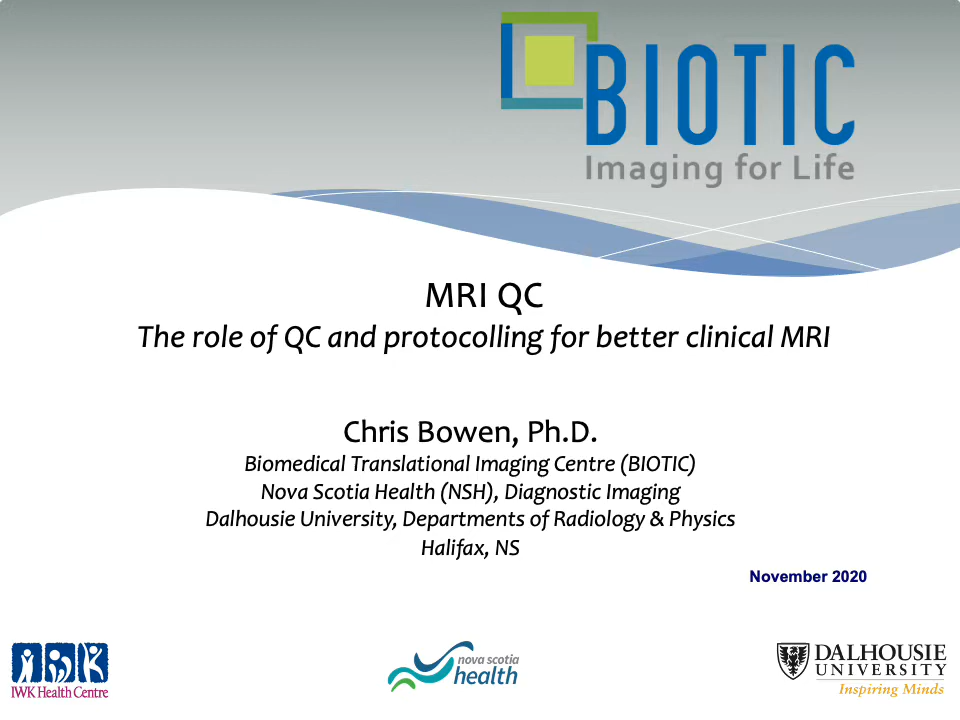 BIOTIC
Imaging for Life
MRI QC
The role of QC and protocolling for better clinical MRI
Chris Bowen, Ph.D.
Biomedical Translational Imaging Centre (BIOTIC)
Nova Scotia Health (NSH), Diagnostic Imaging
Dalhousie University, Departments of Radiology & Physics
Halifax, NS
November 2020
IWK
IWK Health Centre
nova scotia
health
DALHOUSIE
UNIVERSITY
Inspiring Minds